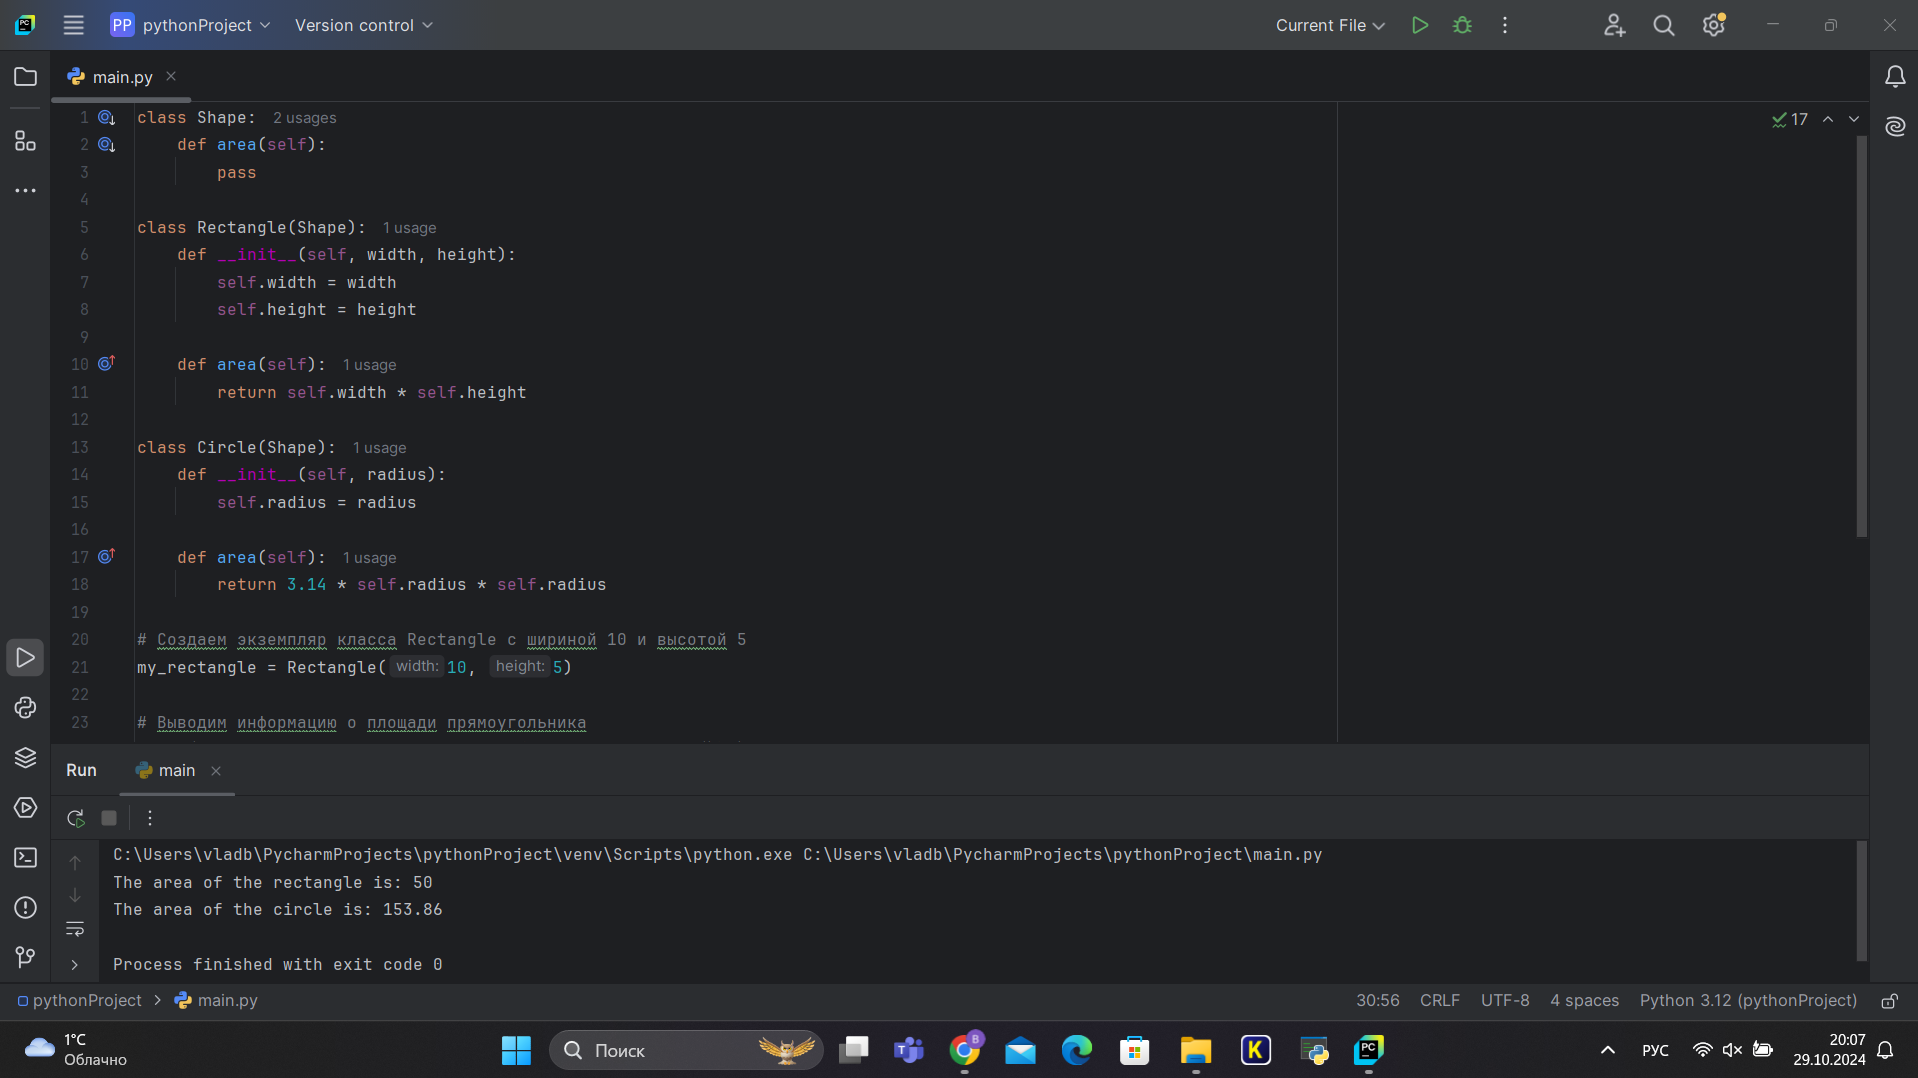 PP pythonProject Version control Current File
main.py
17
1 class Shape: 2 usages
2 def area(self):
3 pass
4
5 class Rectangle(Shape): 1 usage
6 def __init__(self, width, height):
7 self.width = width
8 self.height = height
9
10 def area(self): 1 usage
11 return self.width * self.height
12
13 class Circle(Shape): 1 usage
14 def __init__(self, radius):
15 self.radius = radius
16
17 def area(self): 1 usage
18 return 3.14 * self.radius * self.radius
19
20 # Создаем экземпляр класса Rectangle с шириной 10 и высотой 5
21 my_rectangle = Rectangle( width: 10, height: 5)
22
23 # Выводим информацию о площади прямоугольника
Run main
C:\Users\vladb\PycharmProjects\pythonProject\venv\Scripts\python.exe C:\Users\vladb\PycharmProjects\pythonProject\main.py
The area of the rectangle is: 50
The area of the circle is: 153.86
Process finished with exit code 0
pythonProject > main.py 30:56 CRLF UTF-8 4 spaces Python 3.12 (pythonProject)
1°C
Облачно
Поиск
РУС
20:07
29.10.2024